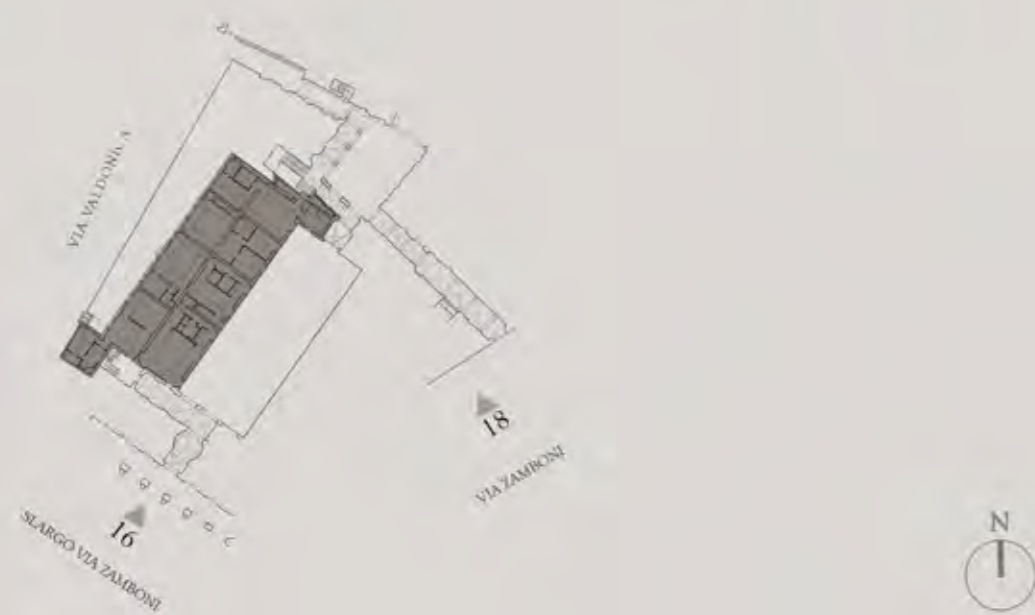 VIA VALDONICA
18
VIA ZAMBONI
16
SLARGO VIA ZAMBONI
N